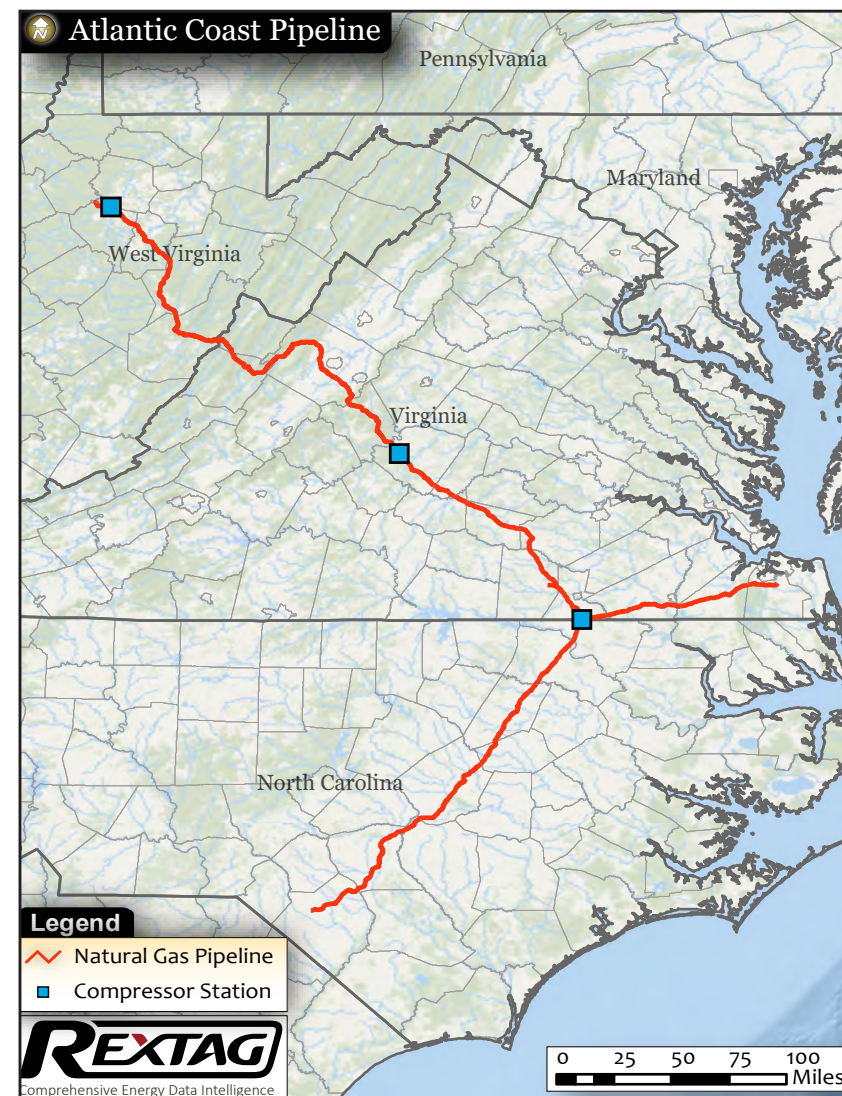 N
Atlantic Coast Pipeline
Pennsylvania
Maryland
West Virginia
Virginia
North Carolina
Legend
Natural Gas Pipeline
Compressor Station
REXTAG
Comprehensive Energy Data Intelligence
0 25 50 75 100
Miles